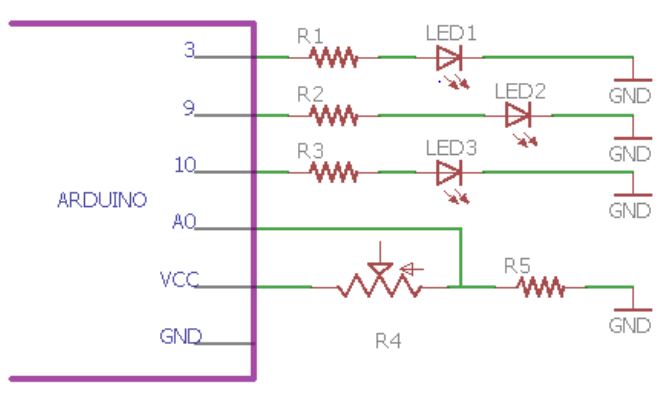 3 R1 LED1 GND
9 R2 LED2 GND
10 R3 LED3 GND
ARDUINO
A0
VCC R4 R5 GND
GND